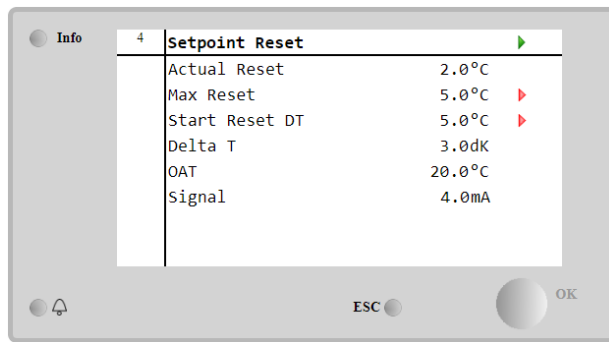 Info
4 Setpoint Reset
Actual Reset 2.0°C
Max Reset 5.0°C
Start Reset DT 5.0°C
Delta T 3.0dK
OAT 20.0°C
Signal 4.0mA
ESC OK